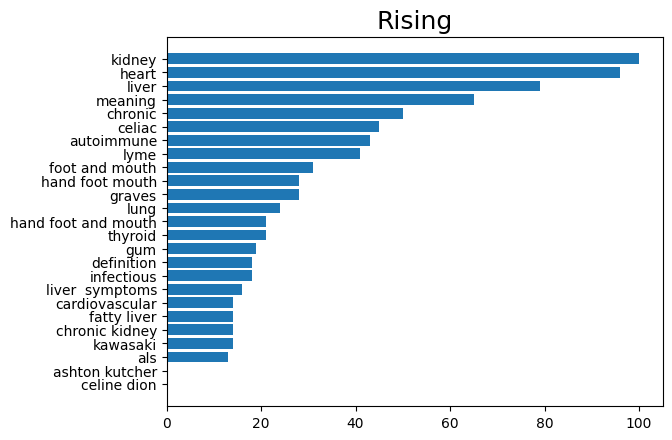 Rising
kidney
heart
liver
meaning
chronic
celiac
autoimmune
lyme
foot and mouth
hand foot mouth
graves
lung
hand foot and mouth
thyroid
gum
definition
infectious
liver  symptoms
cardiovascular
fatty liver
chronic kidney
kawasaki
als
ashton kutcher
celine dion
0 20 40 60 80 100